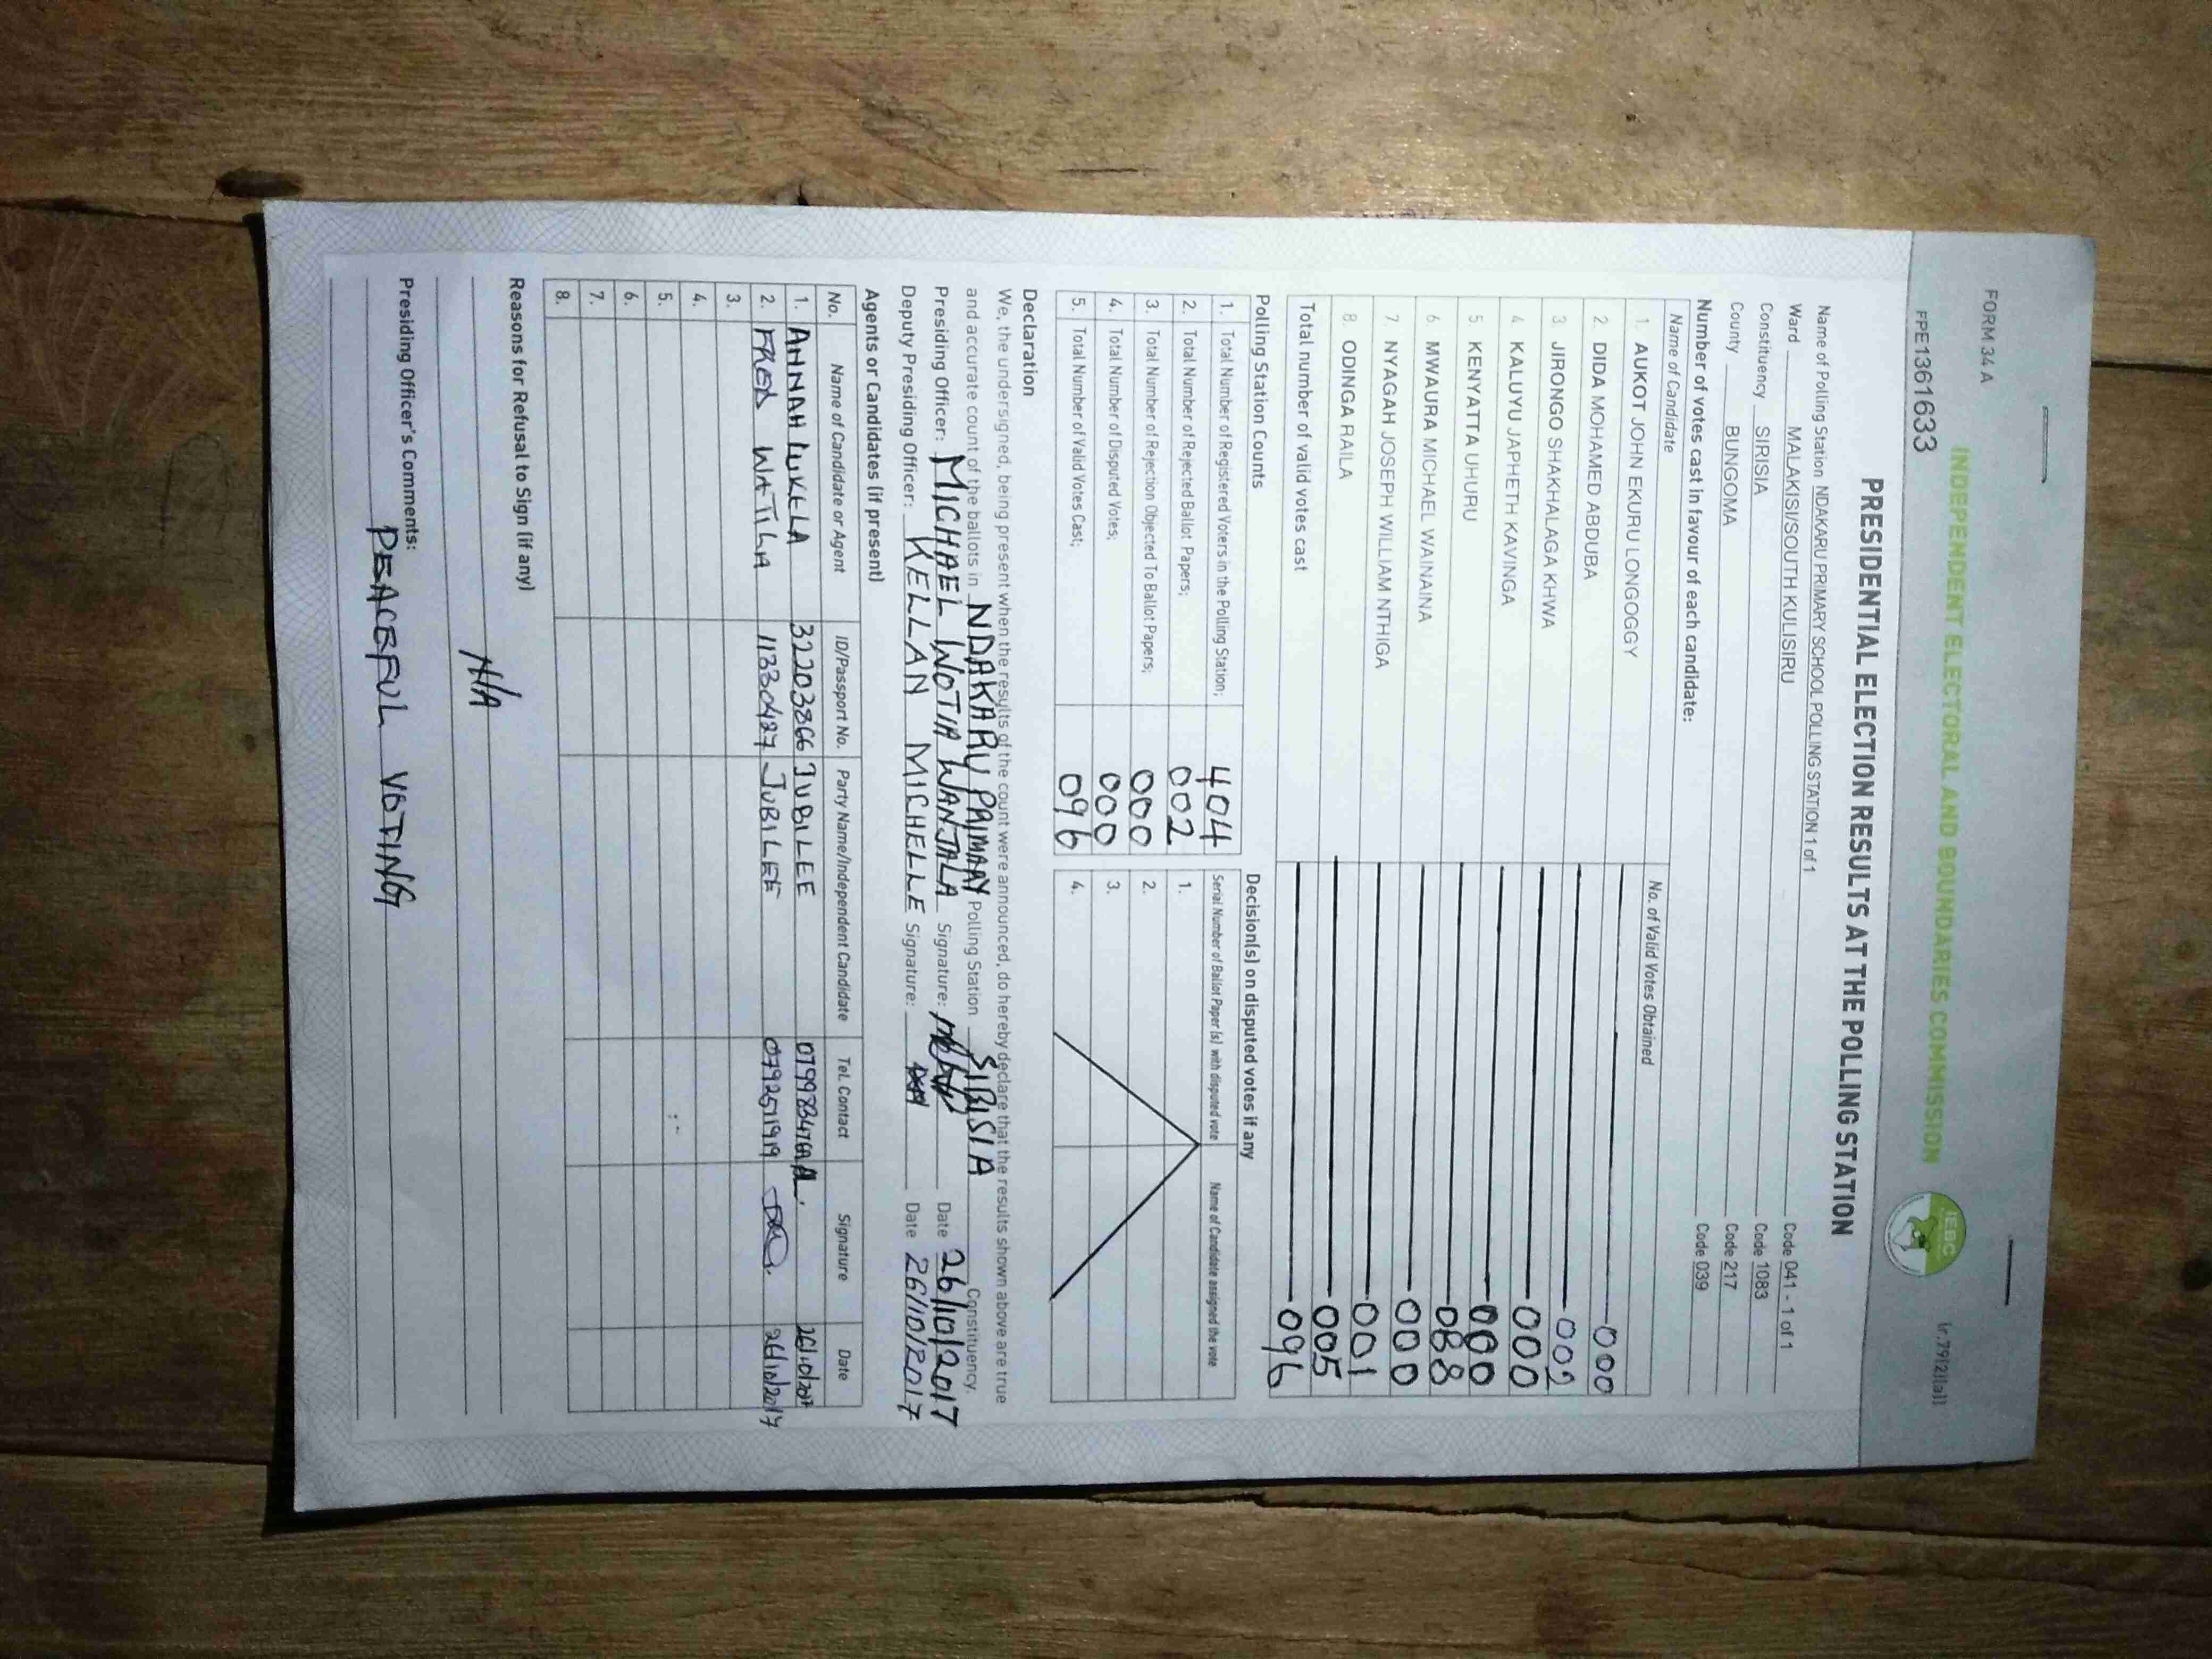 FORM 34 A
(r.79(2)(a))
INDEPENDENT ELECTORAL AND BOUNDARIES COMMISSION
IEBC
FPE1361633
PRESIDENTIAL ELECTION RESULTS AT THE POLLING STATION
Name of Polling Station NDAKARU PRIMARY SCHOOL POLLING STATION 1 of 1 Code 041 - 1 of 1
Ward MALAKISI/SOUTH KULISIRU Code 1083
Constituency SIRISIA Code 217
County BUNGOMA Code 039
Number of votes cast in favour of each candidate:
Name of Candidate No. of Valid Votes Obtained
1. AUKOT JOHN EKURU LONGOGGY 000
2. DIDA MOHAMED ABDUBA 002
3 JIRONGO SHAKHALAGA KHWA 000
4 KALUYU JAPHETH KAVINGA 000
5 KENYATTA UHURU 088
6 MWAURA MICHAEL WAINAINA 000
7 NYAGAH JOSEPH WILLIAM NTHIGA 001
8. ODINGA RAILA 005
Total number of valid votes cast 096
Polling Station Counts
1. Total Number of Registered Voters in the Polling Station; 404
2. Total Number of Rejected Ballot Papers; 002
3. Total Number of Rejection Objected To Ballot Papers; 000
4. Total Number of Disputed Votes; 000
5. Total Number of Valid Votes Cast; 096
Decision(s) on disputed votes if any
Serial Number of Ballot Paper (s) with disputed vote Name of Candidate assigned the vote
1.
2.
3.
4.
Declaration
We, the undersigned, being present when the results of the count were announced, do hereby declare that the results shown above are true
and accurate count of the ballots in NDAKARU PRIMARY Polling Station SIRISIA Constituency.
Presiding Officer: MICHAEL WOTIA WANJALA Signature: Date 26/10/2017
Deputy Presiding Officer: KELLAN MICHELLE Signature: Date 26/10/2017
Agents or Candidates (if present)
No. Name of Candidate or Agent ID/Passport No. Party Name/Independent Candidate Tel. Contact Signature Date
1. ANNAH LUKELA 32203866 JUBILEE 26/10/2017
2. FRED WATILA 11330427 JUBILEE 0792511919 26/10/2017
3.
4.
5.
6.
7.
8.
Reasons for Refusal to Sign (if any)
N/A
Presiding Officer's Comments:
PEACEFUL VOTING